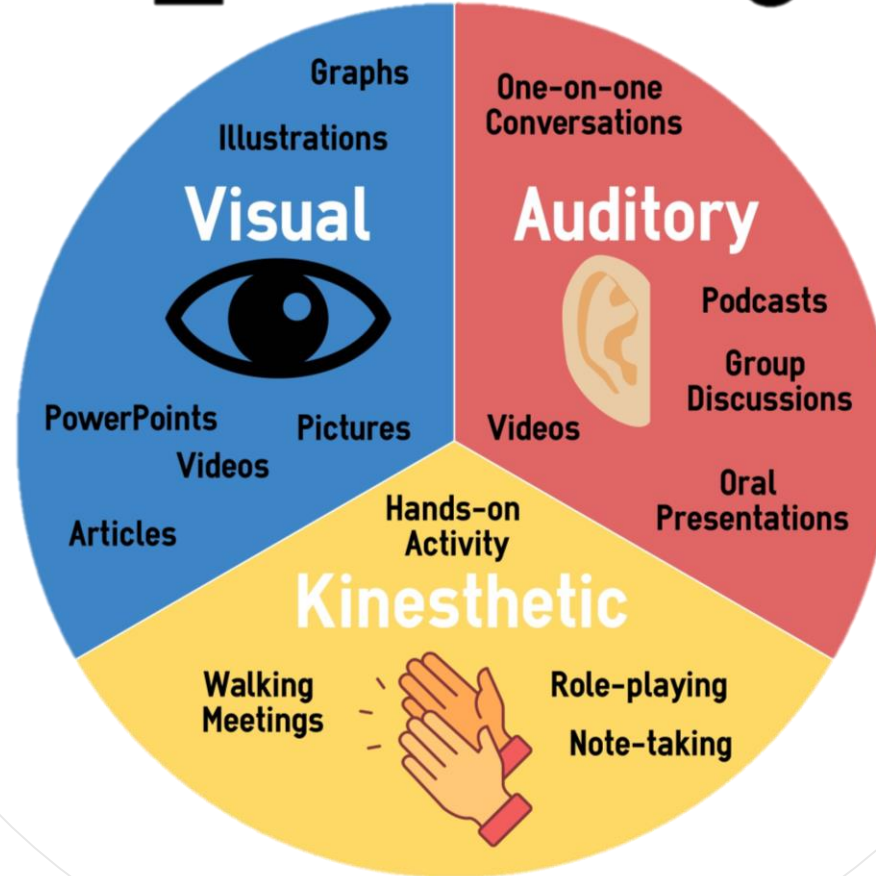 Graphs
Illustrations
Visual
PowerPoints
Pictures
Videos
Articles
One-on-one
Conversations
Auditory
Podcasts
Group
Discussions
Videos
Oral
Presentations
Hands-on
Activity
Kinesthetic
Walking
Meetings
Role-playing
Note-taking